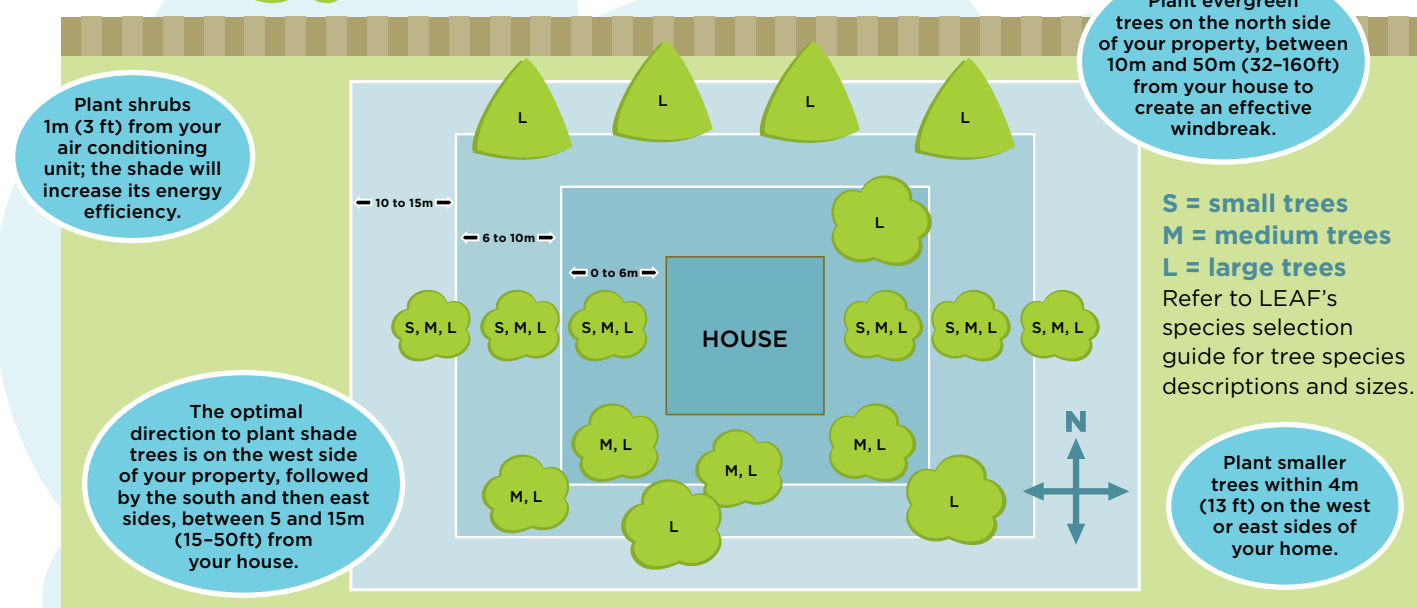 Plant evergreen
trees on the north side
of your property, between
10m and 50m (32–160ft)
from your house to
create an effective
windbreak.
Plant shrubs
1m (3 ft) from your
air conditioning
unit; the shade will
increase its energy
efficiency.
L
L
L
L
10 to 15m
6 to 10m
0 to 6m
L
S = small trees
M = medium trees
L = large trees
Refer to LEAF’s
species selection
guide for tree species
descriptions and sizes.
S, M, L
S, M, L
S, M, L
HOUSE
S, M, L
S, M, L
S, M, L
The optimal
direction to plant shade
trees is on the west side
of your property, followed
by the south and then east
sides, between 5 and 15m
(15–50ft) from
your house.
M, L
M, L
M, L
M, L
L
L
N
Plant smaller
trees within 4m
(13 ft) on the west
or east sides of
your home.